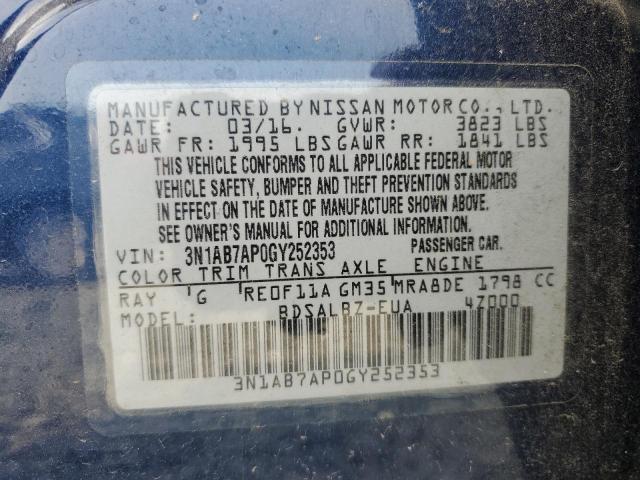 MANUFACTURED BY NISSAN MOTOR CO., LTD.
DATE: 03/16. GVWR: 3823 LBS
GAWR FR: 1995 LBS GAWR RR: 1841 LBS
THIS VEHICLE CONFORMS TO ALL APPLICABLE FEDERAL MOTOR
VEHICLE SAFETY, BUMPER AND THEFT PREVENTION STANDARDS
IN EFFECT ON THE DATE OF MANUFACTURE SHOWN ABOVE.
SEE OWNER'S MANUAL FOR ADDITIONAL INFORMATION.
VIN: 3N1AB7AP0GY252353 PASSENGER CAR.
COLOR TRIM TRANS AXLE ENGINE
RAY 'G RE0F11A GM35 MRA8DE 1798 CC
MODEL: BDSALBZ-EUA 4Z000
3N1AB7AP0GY252353